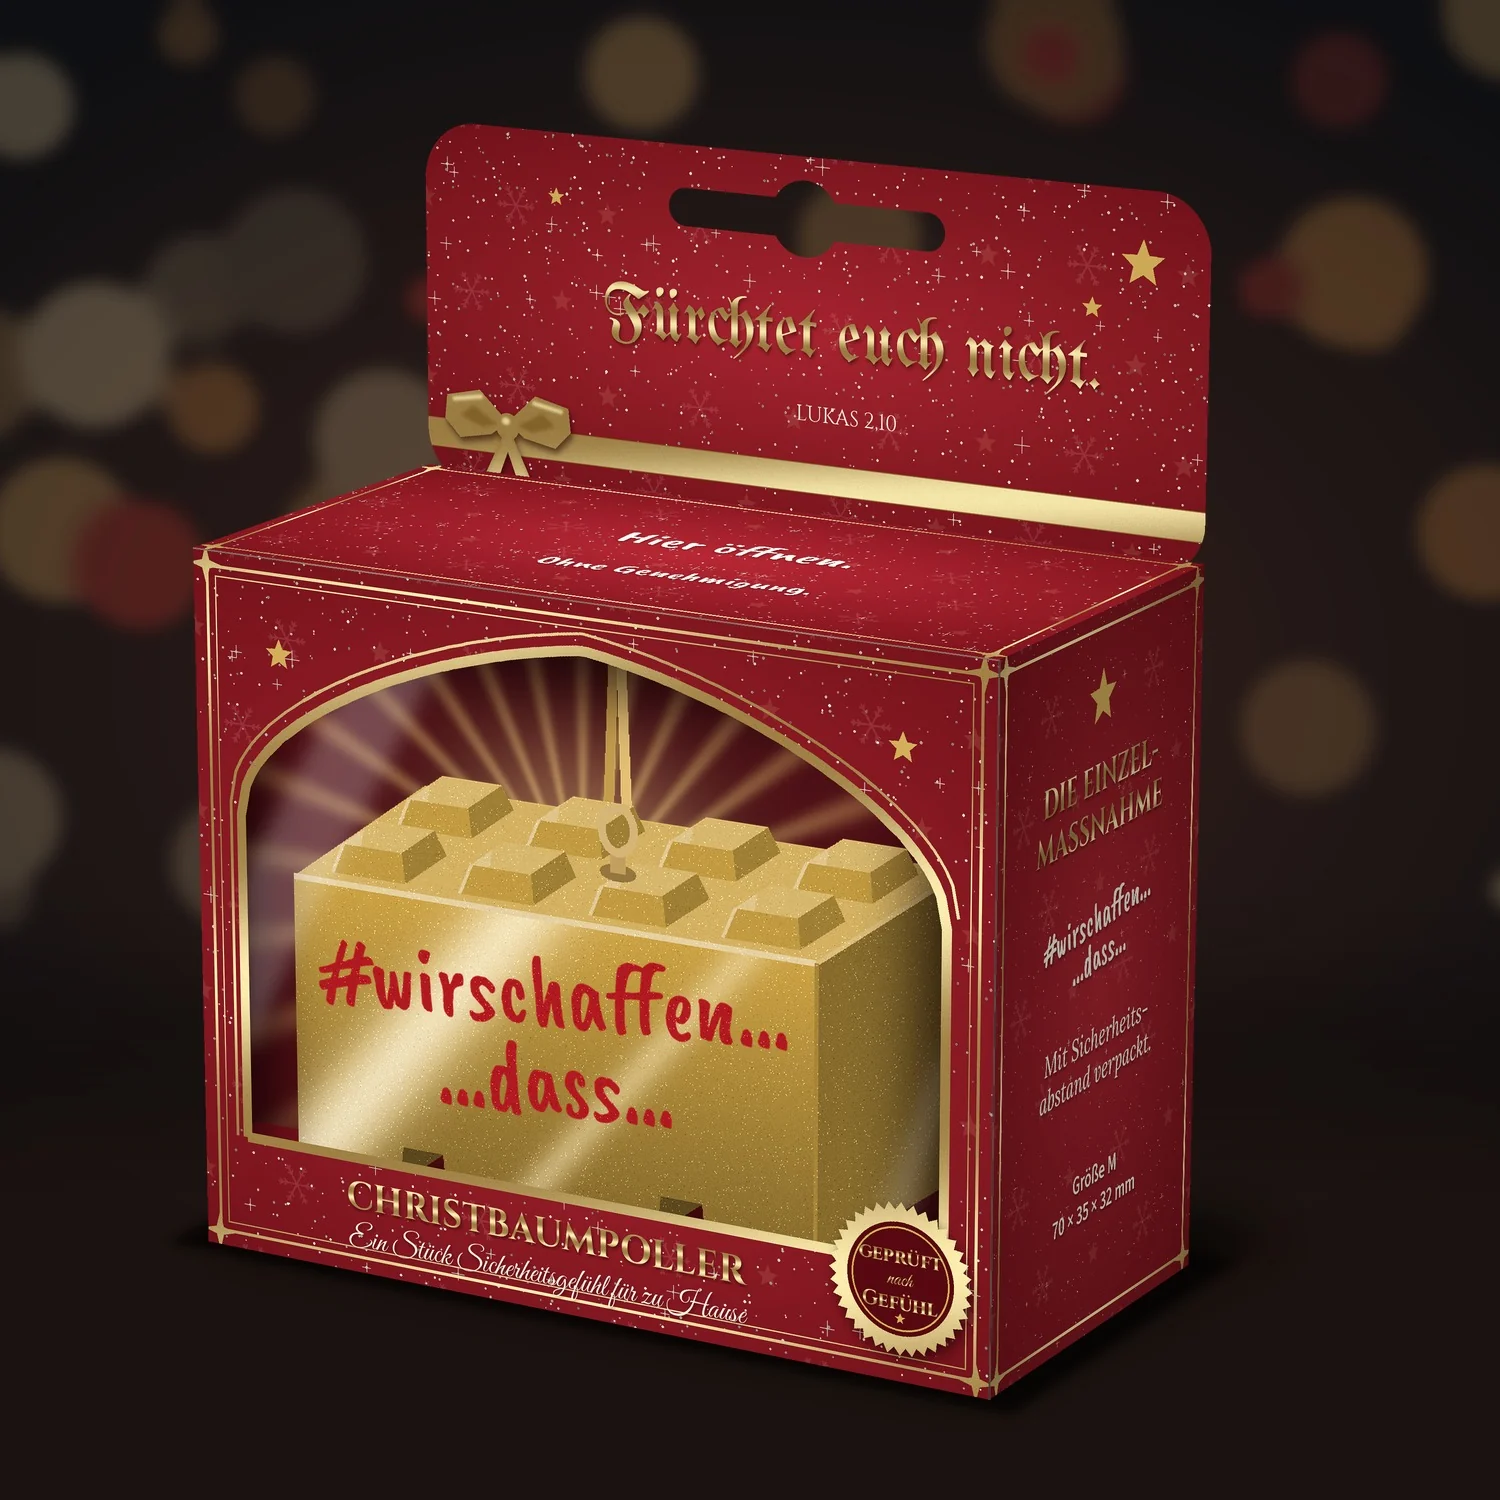 Fürchtet euch nicht.
LUKAS 2,10
Hier öffnen.
Ohne Genehmigung.
#wirschaffen...
...dass...
CHRISTBAUMPOLLER
Ein Stück Sicherheitsgefühl für zu Hause
GEPRÜFT
nach
GEFÜHL
DIE EINZEL-
MASSNAHME
#wirschaffen...
...dass...
Mit Sicherheits-
abstand verpackt.
Größe M
70 × 35 × 32 mm